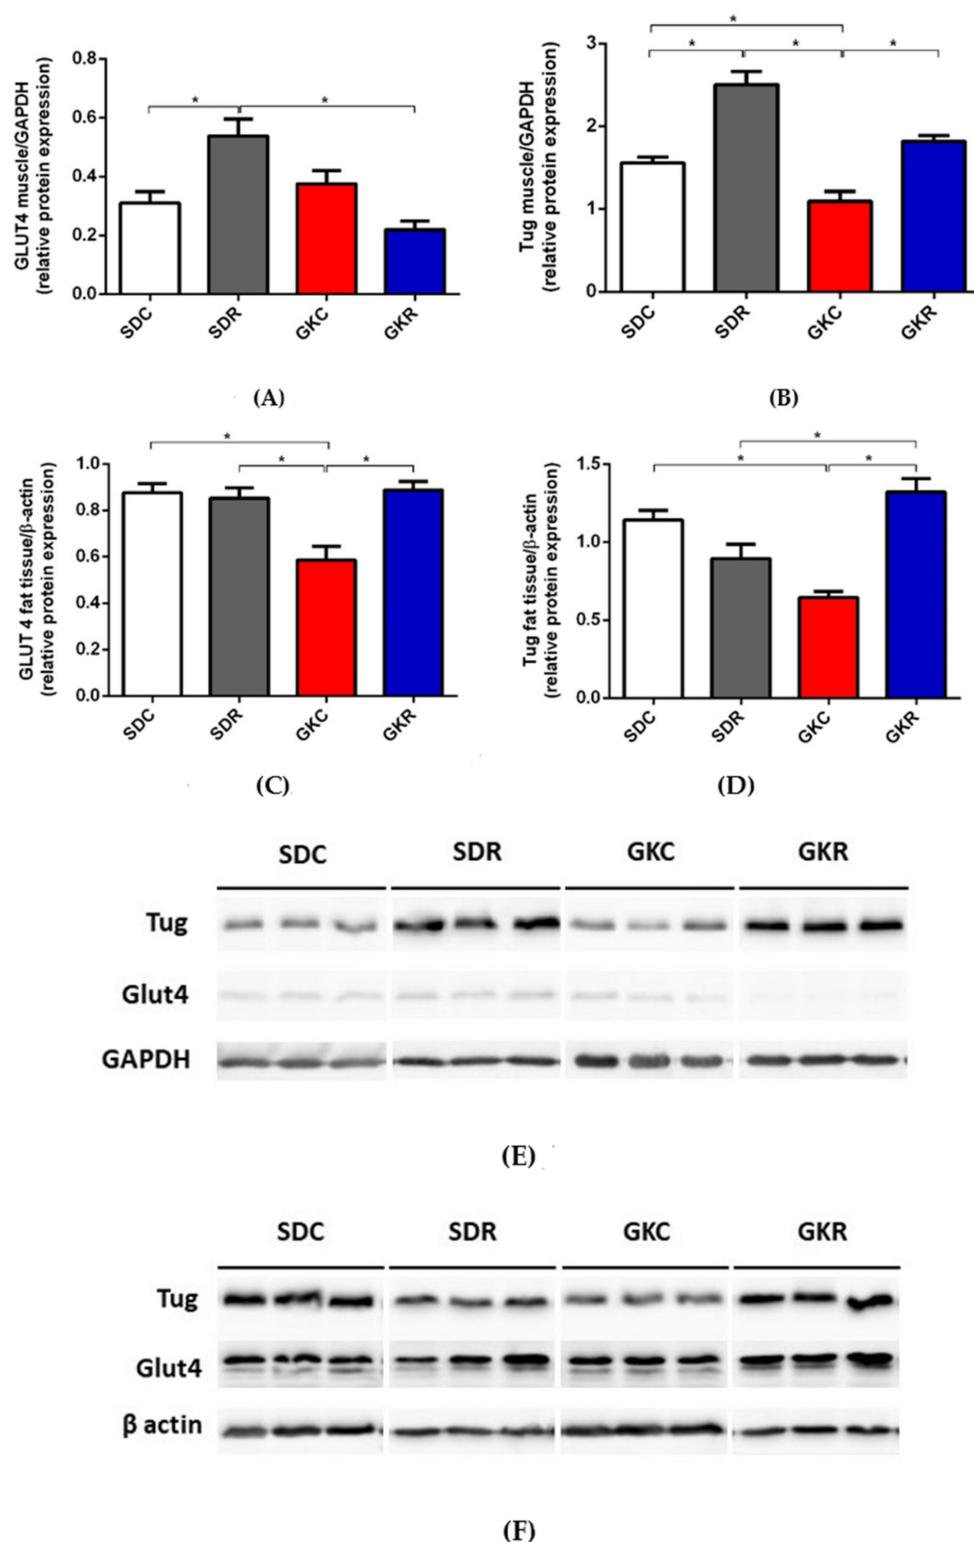 GLUT4 muscle/GAPDH
(relative protein expression)
0.8
0.6
0.4
0.2
0.0
*
*
SDC
SDR
GKC
GKR
(A)
Tug muscle/GAPDH
(relative protein expression)
3
2
1
0
*
*
*
*
SDC
SDR
GKC
GKR
(B)
GLUT 4 fat tissue/β-actin
(relative protein expression)
1.0
0.8
0.6
0.4
0.2
0.0
*
*
*
SDC
SDR
GKC
GKR
(C)
Tug fat tissue/β-actin
(relative protein expression)
1.5
1.0
0.5
0.0
*
*
*
SDC
SDR
GKC
GKR
(D)
SDC SDR GKC GKR
Tug
Glut4
GAPDH
(E)
SDC SDR GKC GKR
Tug
Glut4
β actin
(F)